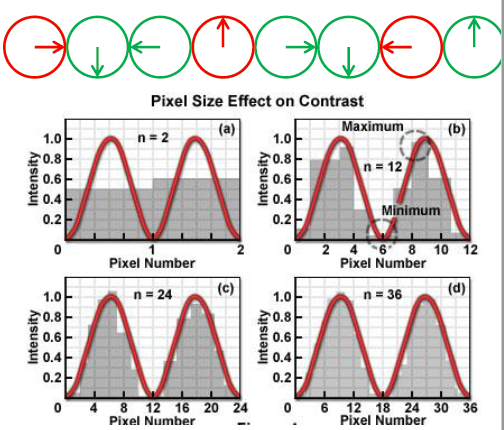 Pixel Size Effect on Contrast
(a)
n = 2
1.0
0.8
0.6
0.4
0.2
Intensity
0 1 2
Pixel Number
(b)
Maximum
n = 12
Minimum
1.0
0.8
0.6
0.4
0.2
Intensity
0 2 4 6 8 10 12
Pixel Number
(c)
n = 24
1.0
0.8
0.6
0.4
0.2
Intensity
0 4 8 12 16 20 24
Pixel Number
(d)
n = 36
1.0
0.8
0.6
0.4
0.2
Intensity
0 6 12 18 24 30 36
Pixel Number